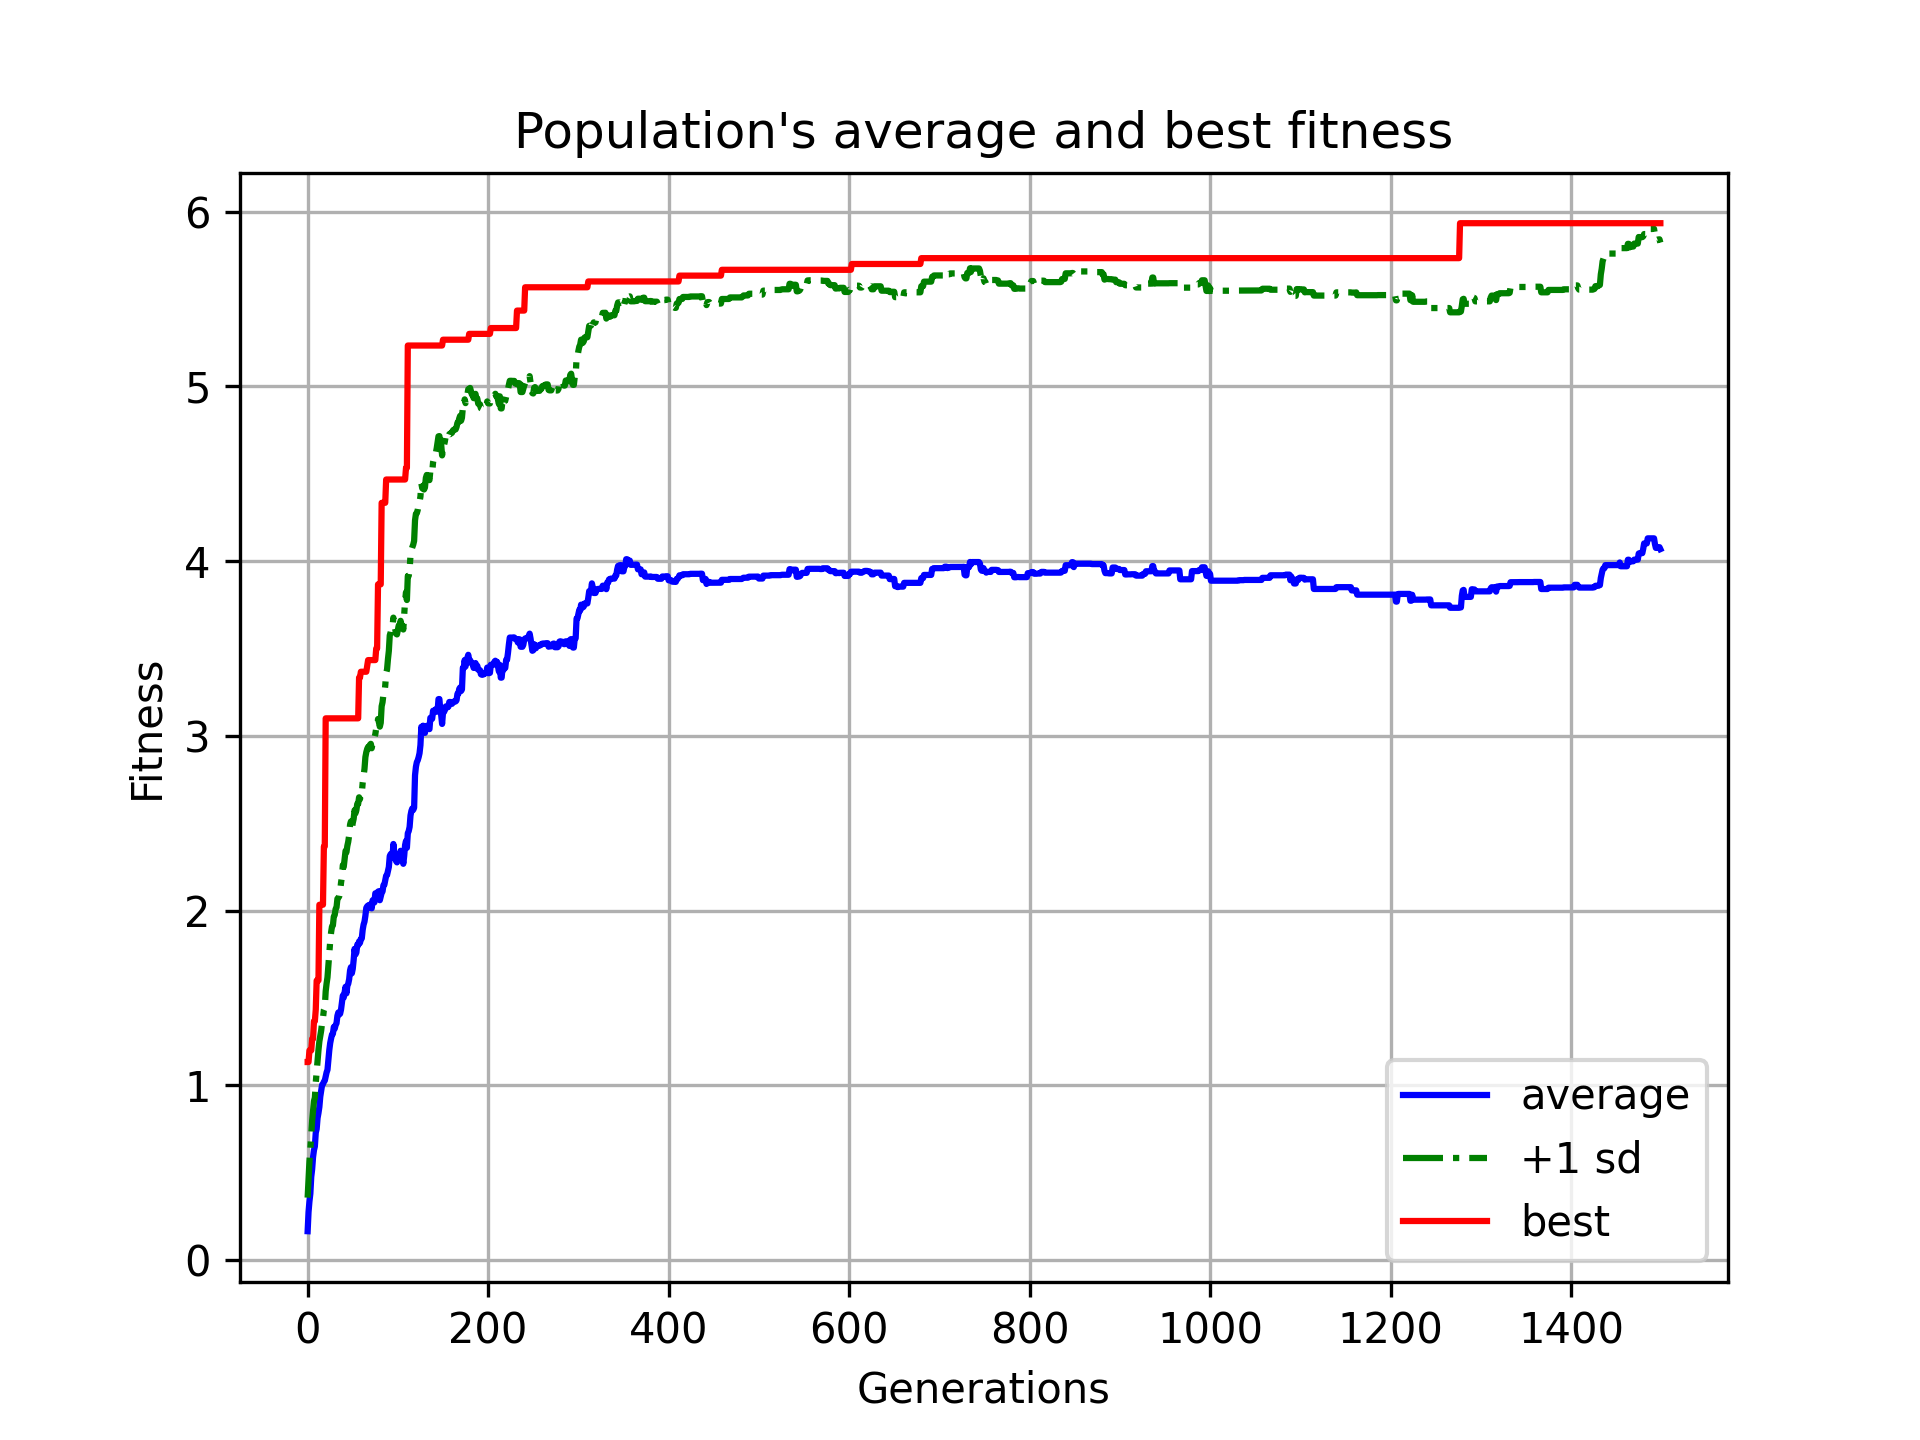 Population's average and best fitness
Fitness
6
5
4
3
2
1
0
average
+1 sd
best
0 200 400 600 800 1000 1200 1400
Generations